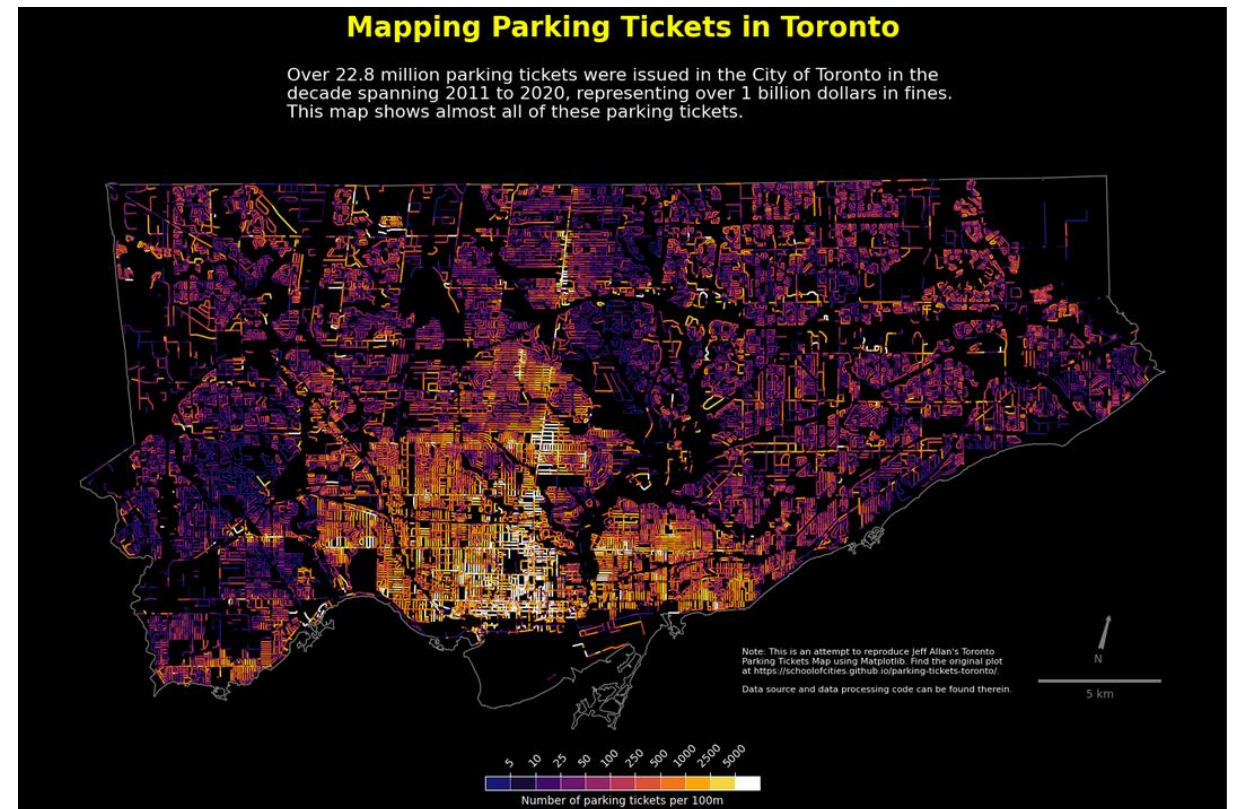 Mapping Parking Tickets in Toronto
Over 22.8 million parking tickets were issued in the City of Toronto in the
decade spanning 2011 to 2020, representing over 1 billion dollars in fines.
This map shows almost all of these parking tickets.
Note: This is an attempt to reproduce Jeff Allan's Toronto
Parking Tickets Map using Matplotlib. Find the original plot
at https://schoolofcities.github.io/parking-tickets-toronto/.
Data source and data processing code can be found therein.
N
5 km
5 10 25 50 100 250 500 1000 2500 5000
Number of parking tickets per 100m